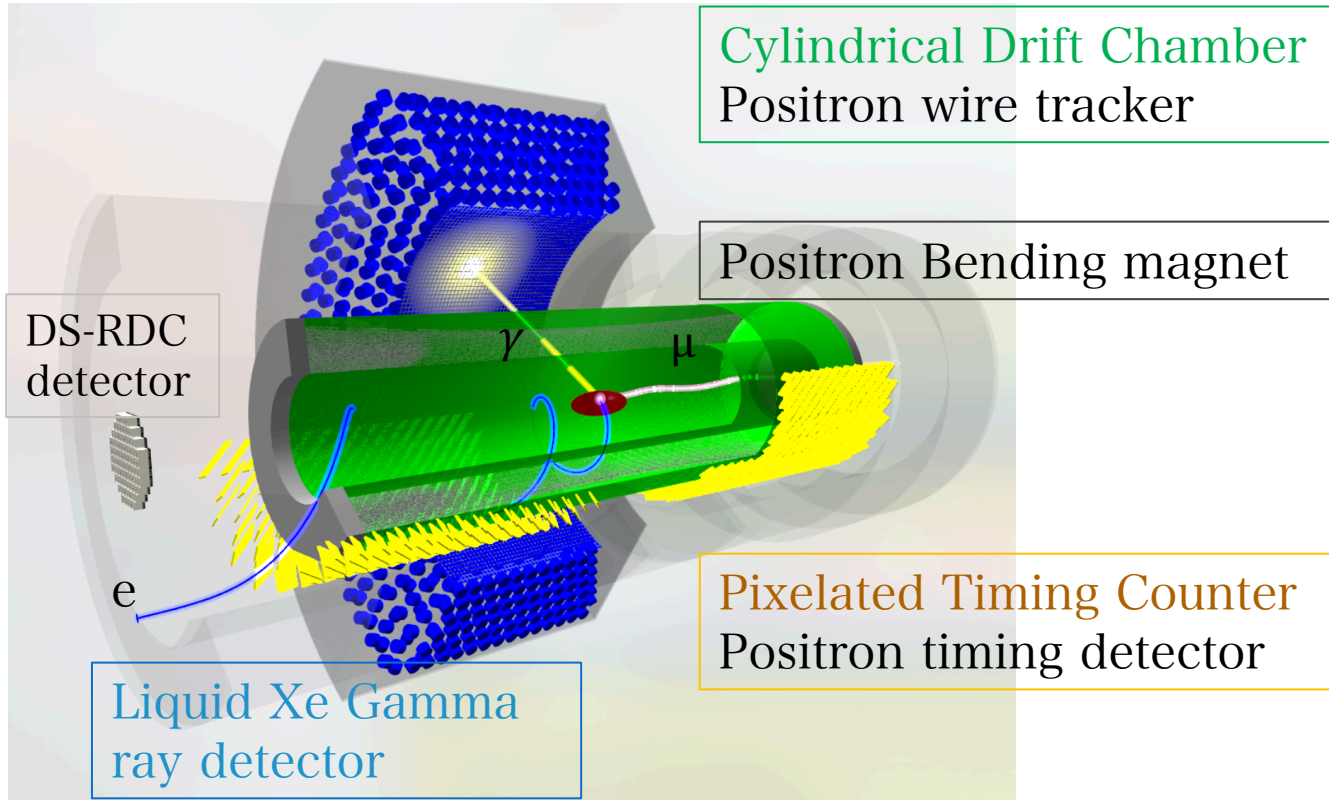 Cylindrical Drift Chamber
Positron wire tracker
Positron Bending magnet
DS-RDC
detector
γ
μ
e
Pixelated Timing Counter
Positron timing detector
Liquid Xe Gamma
ray detector